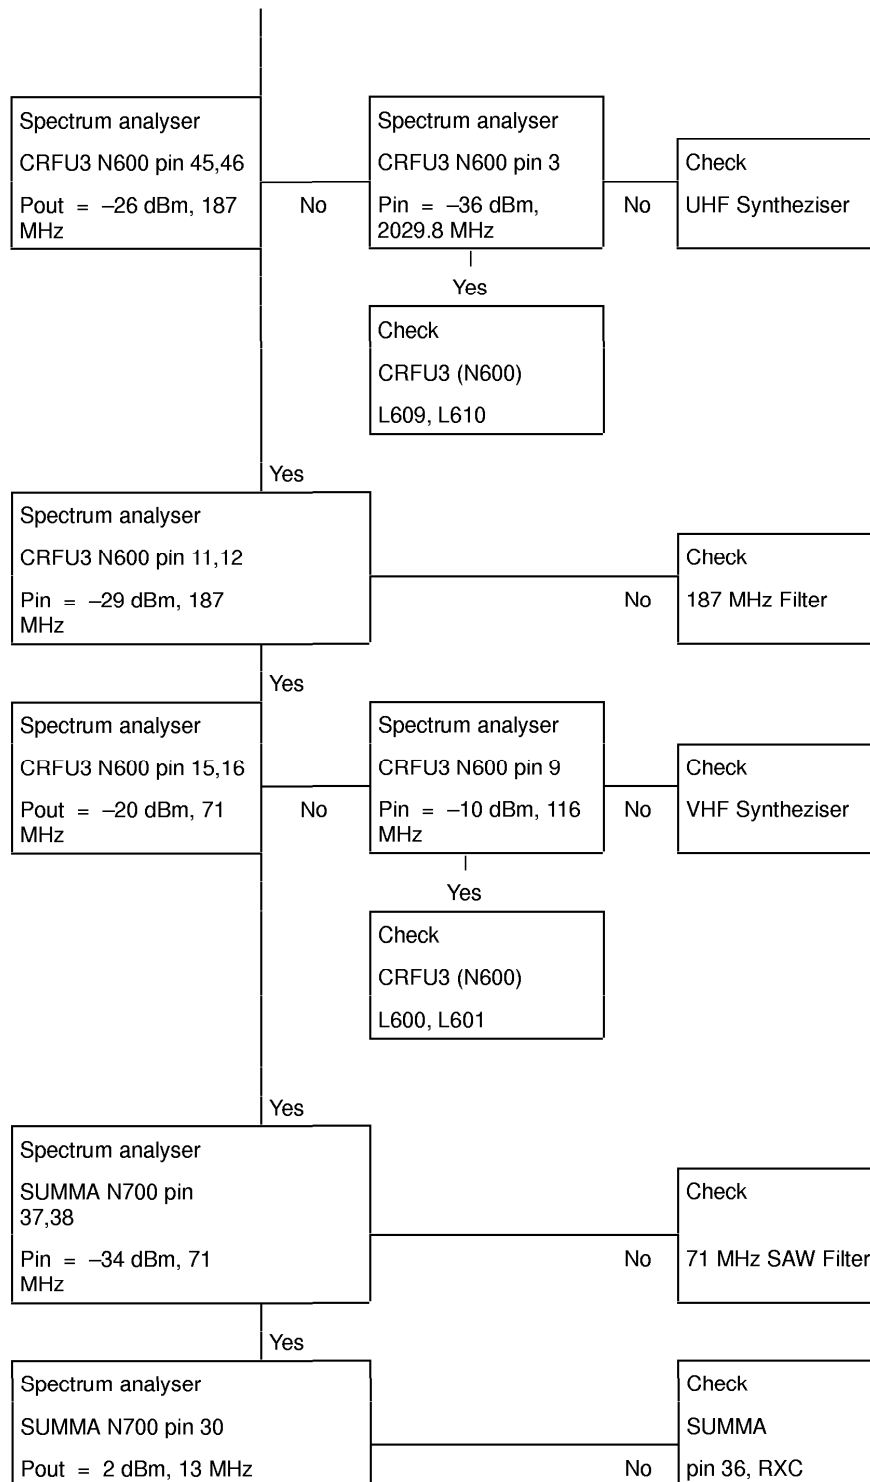 Spectrum analyser
CRFU3 N600 pin 45,46
Pout = –26 dBm, 187
MHz
No
Spectrum analyser
CRFU3 N600 pin 3
Pin = –36 dBm,
2029.8 MHz
No
Check
UHF Syntheziser
Yes
Check
CRFU3 (N600)
L609, L610
Yes
Spectrum analyser
CRFU3 N600 pin 11,12
Pin = –29 dBm, 187
MHz
No
Check
187 MHz Filter
Yes
Spectrum analyser
CRFU3 N600 pin 15,16
Pout = –20 dBm, 71
MHz
No
Spectrum analyser
CRFU3 N600 pin 9
Pin = –10 dBm, 116
MHz
No
Check
VHF Syntheziser
Yes
Check
CRFU3 (N600)
L600, L601
Yes
Spectrum analyser
SUMMA N700 pin
37,38
Pin = –34 dBm, 71
MHz
No
Check
71 MHz SAW Filter
Yes
Spectrum analyser
SUMMA N700 pin 30
Pout = 2 dBm, 13 MHz
No
Check
SUMMA
pin 36, RXC